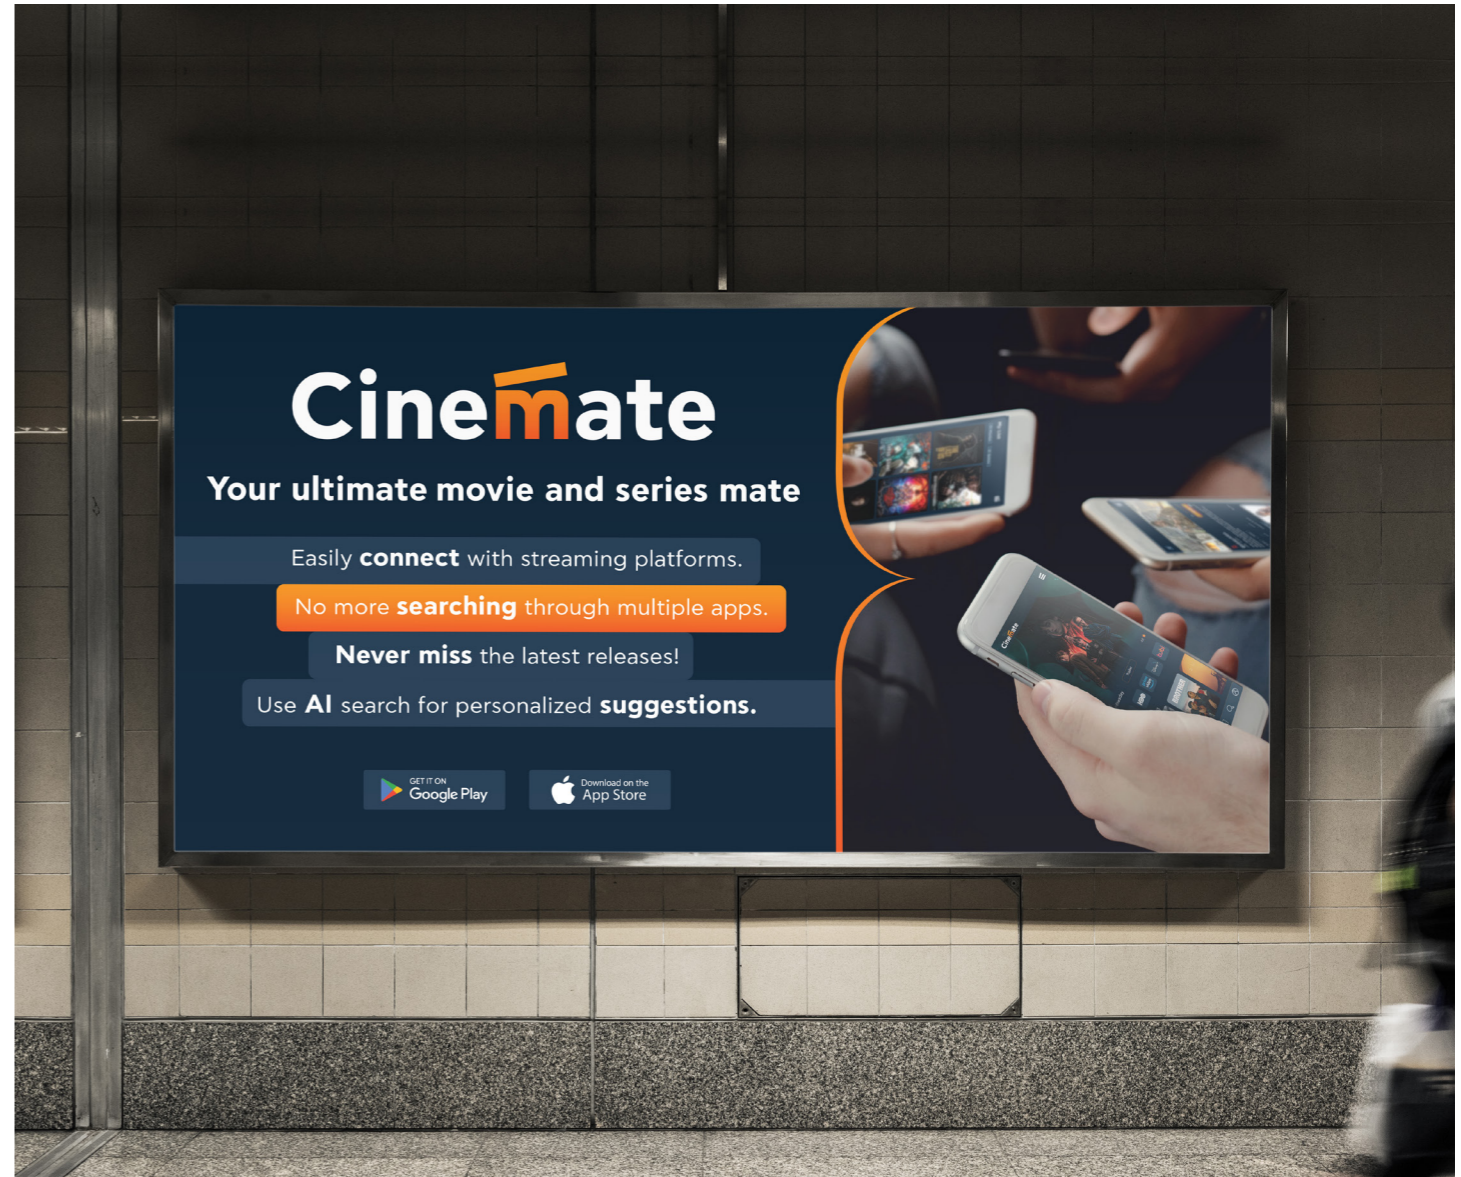 Cinemate
Your ultimate movie and series mate
Easily connect with streaming platforms.
No more searching through multiple apps.
Never miss the latest releases!
Use AI search for personalized suggestions.
GET IT ON
Google Play
Download on the
App Store
Cinemate